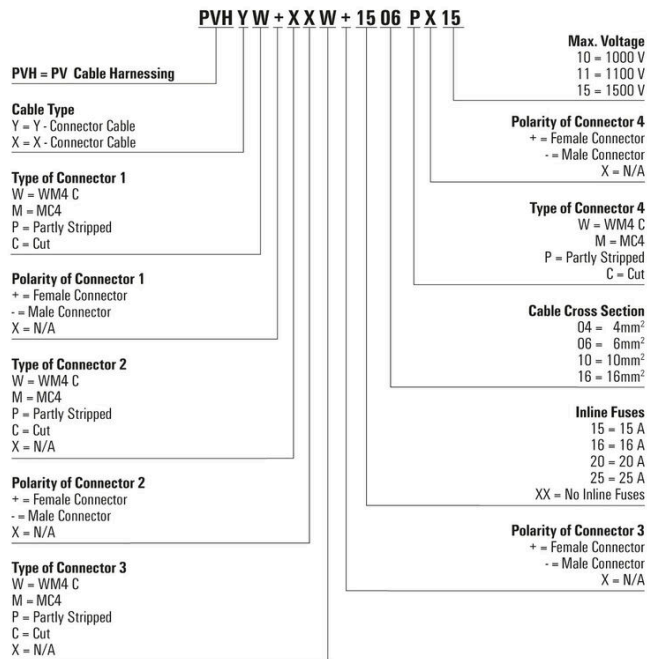 PVH Y W + X X W + 15 06 P X 15
PVH = PV Cable Harnessing
Cable Type
Y = Y - Connector Cable
X = X - Connector Cable
Type of Connector 1
W = WM4 C
M = MC4
P = Partly Stripped
C = Cut
Polarity of Connector 1
+ = Female Connector
- = Male Connector
X = N/A
Type of Connector 2
W = WM4 C
M = MC4
P = Partly Stripped
C = Cut
X = N/A
Polarity of Connector 2
+ = Female Connector
- = Male Connector
X = N/A
Type of Connector 3
W = WM4 C
M = MC4
P = Partly Stripped
C = Cut
X = N/A
Max. Voltage
10 = 1000 V
11 = 1100 V
15 = 1500 V
Polarity of Connector 4
+ = Female Connector
- = Male Connector
X = N/A
Type of Connector 4
W = WM4 C
M = MC4
P = Partly Stripped
C = Cut
Cable Cross Section
04 = 4mm²
06 = 6mm²
10 = 10mm²
16 = 16mm²
Inline Fuses
15 = 15 A
16 = 16 A
20 = 20 A
25 = 25 A
XX = No Inline Fuses
Polarity of Connector 3
+ = Female Connector
- = Male Connector
X = N/A